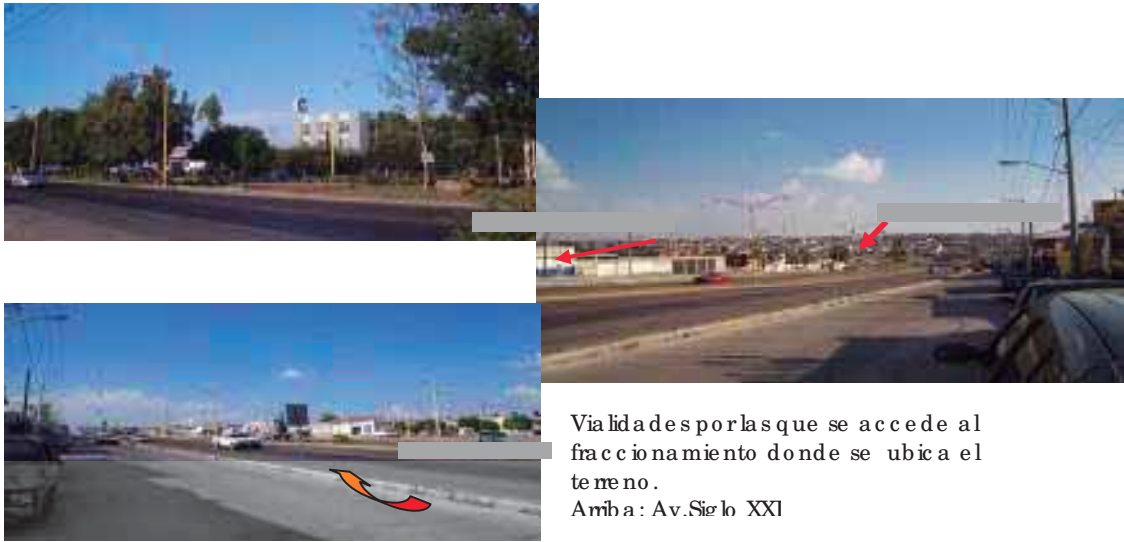 Vialidades por las que se accede al
fraccionamiento donde se ubica el
terreno.
Arriba: Av. Siglo XXI